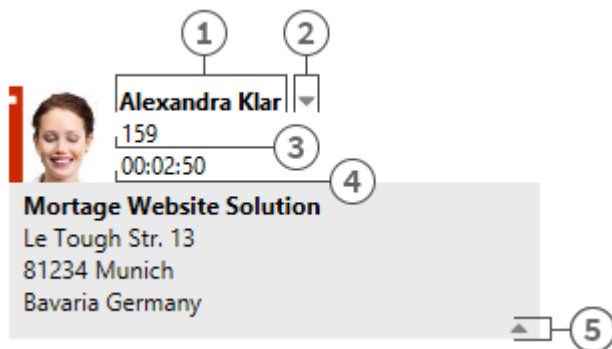 1 2
Alexandra Klar
159
3
00:02:50
4
Mortage Website Solution
Le Tough Str. 13
81234 Munich
Bavaria Germany
5